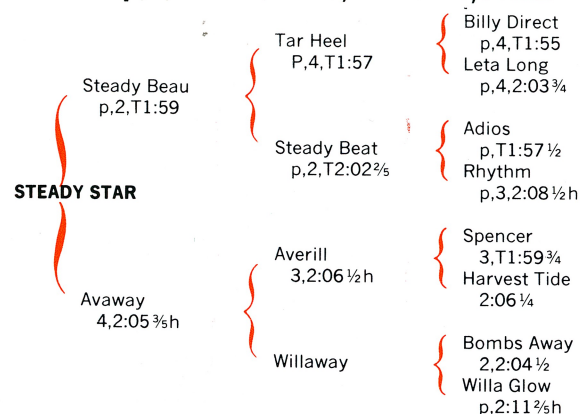 Billy Direct
p,4,T1:55
Tar Heel
P,4,T1:57
Leta Long
p,4,2:03¾
Steady Beau
p,2,T1:59
Adios
p,T1:57½
Steady Beat
p,2,T2:02⅖
Rhythm
p,3,2:08½h
STEADY STAR
Spencer
3,T1:59¾
Averill
3,2:06½h
Harvest Tide
2:06¼
Avaway
4,2:05⅗h
Bombs Away
2,2:04½
Willaway
Willa Glow
p,2:11⅖h